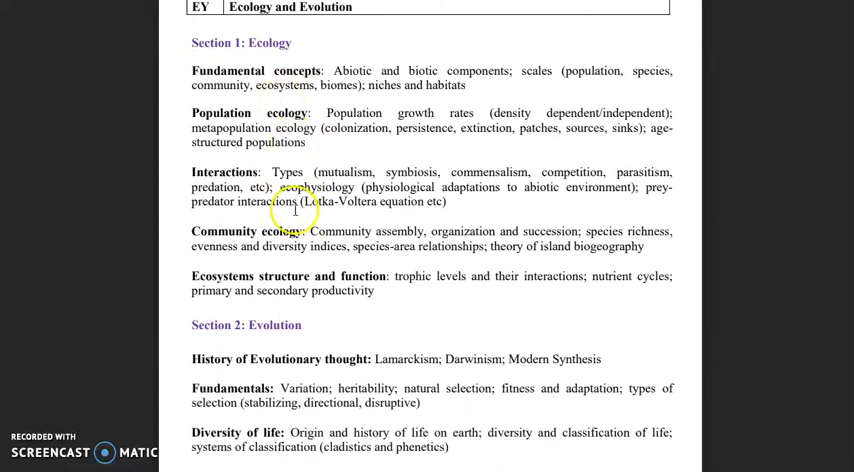 EY Ecology and Evolution
Section 1: Ecology
Fundamental concepts: Abiotic and biotic components; scales (population, species,
community, ecosystems, biomes); niches and habitats
Population ecology: Population growth rates (density dependent/independent);
metapopulation ecology (colonization, persistence, extinction, patches, sources, sinks); age-
structured populations
Interactions: Types (mutualism, symbiosis, commensalism, competition, parasitism,
predation, etc); ecophysiology (physiological adaptations to abiotic environment); prey-
predator interactions (Lotka-Voltera equation etc)
Community ecology: Community assembly, organization and succession; species richness,
evenness and diversity indices, species-area relationships; theory of island biogeography
Ecosystems structure and function: trophic levels and their interactions; nutrient cycles;
primary and secondary productivity
Section 2: Evolution
History of Evolutionary thought: Lamarckism; Darwinism; Modern Synthesis
Fundamentals: Variation; heritability; natural selection; fitness and adaptation; types of
selection (stabilizing, directional, disruptive)
Diversity of life: Origin and history of life on earth; diversity and classification of life;
systems of classification (cladistics and phenetics)
RECORDED WITH
SCREENCAST MATIC